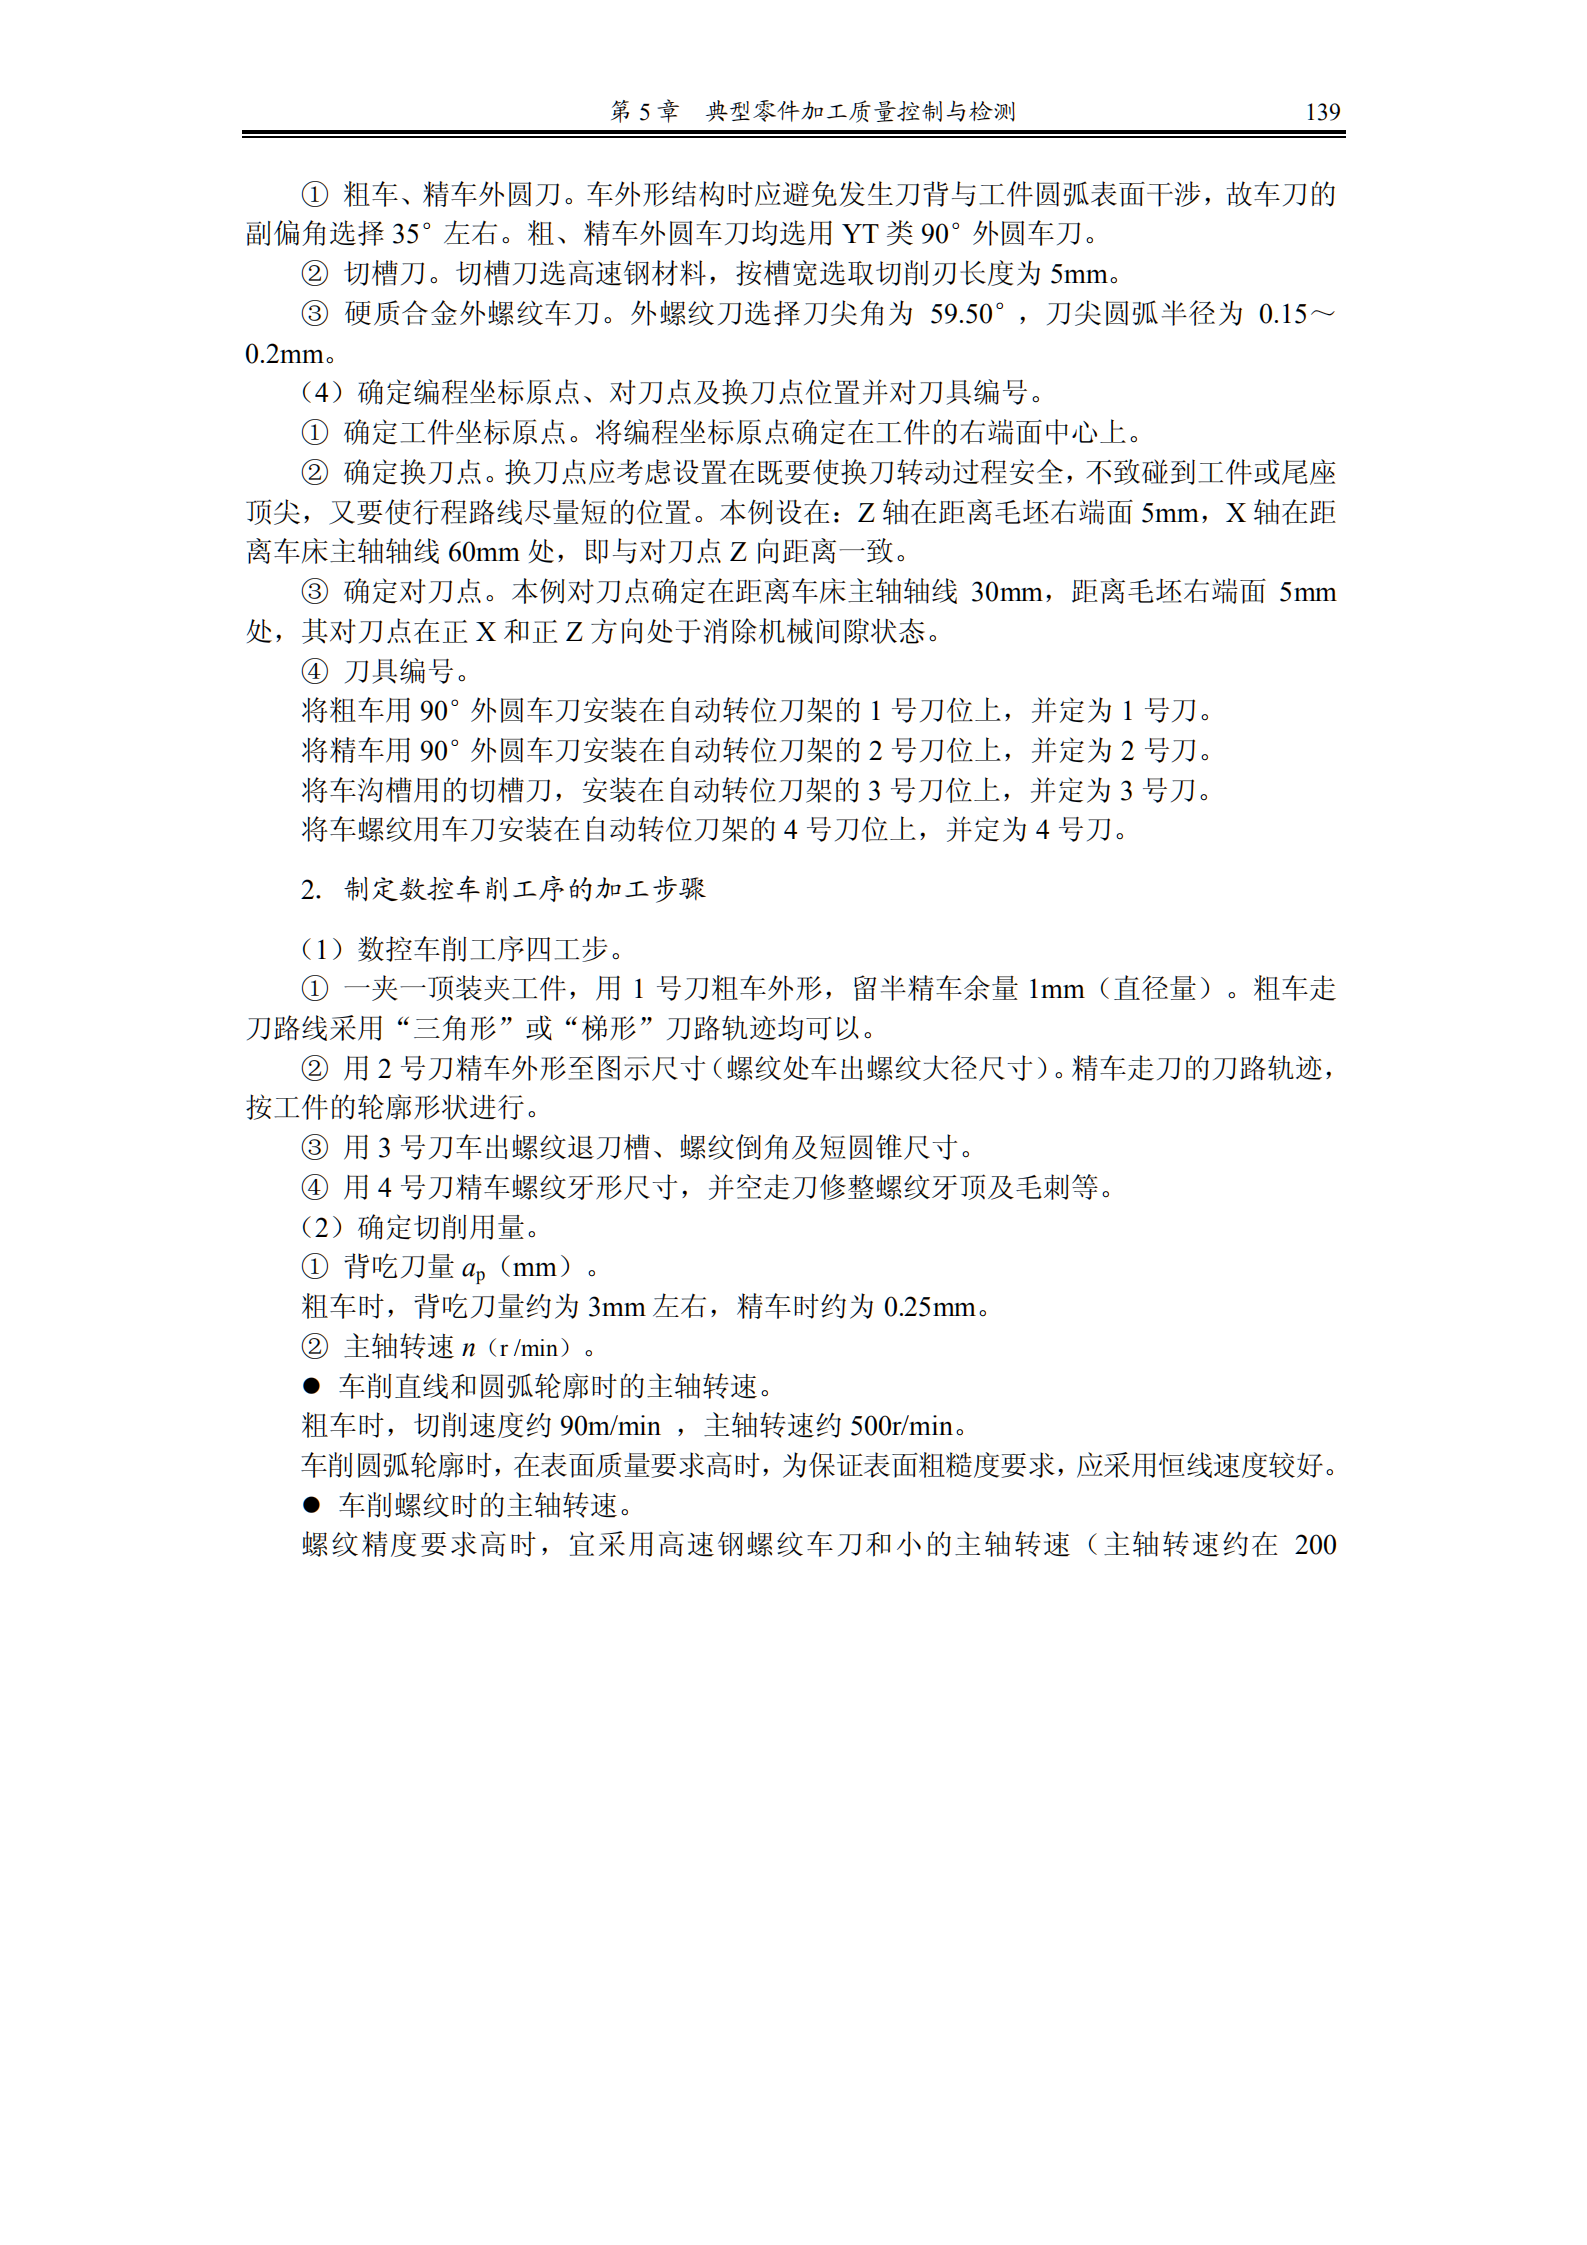 第 5 章　典型零件加工质量控制与检测　139
① 粗车、精车外圆刀。车外形结构时应避免发生刀背与工件圆弧表面干涉，故车刀的
副偏角选择 35°左右。粗、精车外圆车刀均选用 YT 类 90°外圆车刀。
② 切槽刀。切槽刀选高速钢材料，按槽宽选取切削刃长度为 5mm。
③ 硬质合金外螺纹车刀。外螺纹刀选择刀尖角为 59.50°，刀尖圆弧半径为 0.15～
0.2mm。
（4）确定编程坐标原点、对刀点及换刀点位置并对刀具编号。
① 确定工件坐标原点。将编程坐标原点确定在工件的右端面中心上。
② 确定换刀点。换刀点应考虑设置在既要使换刀转动过程安全，不致碰到工件或尾座
顶尖，又要使行程路线尽量短的位置。本例设在：Z 轴在距离毛坯右端面 5mm，X 轴在距
离车床主轴轴线 60mm 处，即与对刀点 Z 向距离一致。
③ 确定对刀点。本例对刀点确定在距离车床主轴轴线 30mm，距离毛坯右端面 5mm
处，其对刀点在正 X 和正 Z 方向处于消除机械间隙状态。
④ 刀具编号。
将粗车用 90°外圆车刀安装在自动转位刀架的 1 号刀位上，并定为 1 号刀。
将精车用 90°外圆车刀安装在自动转位刀架的 2 号刀位上，并定为 2 号刀。
将车沟槽用的切槽刀，安装在自动转位刀架的 3 号刀位上，并定为 3 号刀。
将车螺纹用车刀安装在自动转位刀架的 4 号刀位上，并定为 4 号刀。
2. 制定数控车削工序的加工步骤
（1）数控车削工序四工步。
① 一夹一顶装夹工件，用 1 号刀粗车外形，留半精车余量 1mm（直径量）。粗车走
刀路线采用“三角形”或“梯形”刀路轨迹均可以。
② 用 2 号刀精车外形至图示尺寸（螺纹处车出螺纹大径尺寸）。精车走刀的刀路轨迹，
按工件的轮廓形状进行。
③ 用 3 号刀车出螺纹退刀槽、螺纹倒角及短圆锥尺寸。
④ 用 4 号刀精车螺纹牙形尺寸，并空走刀修整螺纹牙顶及毛刺等。
（2）确定切削用量。
① 背吃刀量 ap（mm）。
粗车时，背吃刀量约为 3mm 左右，精车时约为 0.25mm。
② 主轴转速 n（r /min）。
● 车削直线和圆弧轮廓时的主轴转速。
粗车时，切削速度约 90m/min ，主轴转速约 500r/min。
车削圆弧轮廓时，在表面质量要求高时，为保证表面粗糙度要求，应采用恒线速度较好。
● 车削螺纹时的主轴转速。
螺纹精度要求高时，宜采用高速钢螺纹车刀和小的主轴转速（主轴转速约在 200